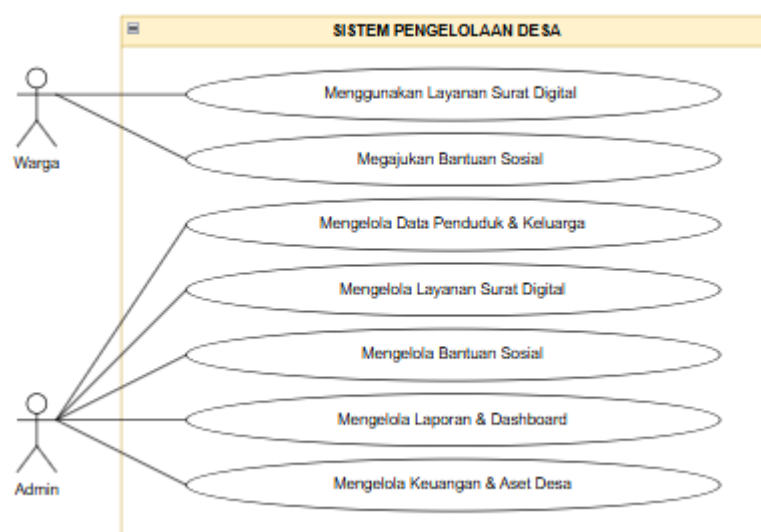 SISTEM PENGELOLAAN DESA
Menggunakan Layanan Surat Digital
Megajukan Bantuan Sosial
Warga
Mengelola Data Penduduk & Keluarga
Mengelola Layanan Surat Digital
Mengelola Bantuan Sosial
Mengelola Laporan & Dashboard
Mengelola Keuangan & Aset Desa
Admin